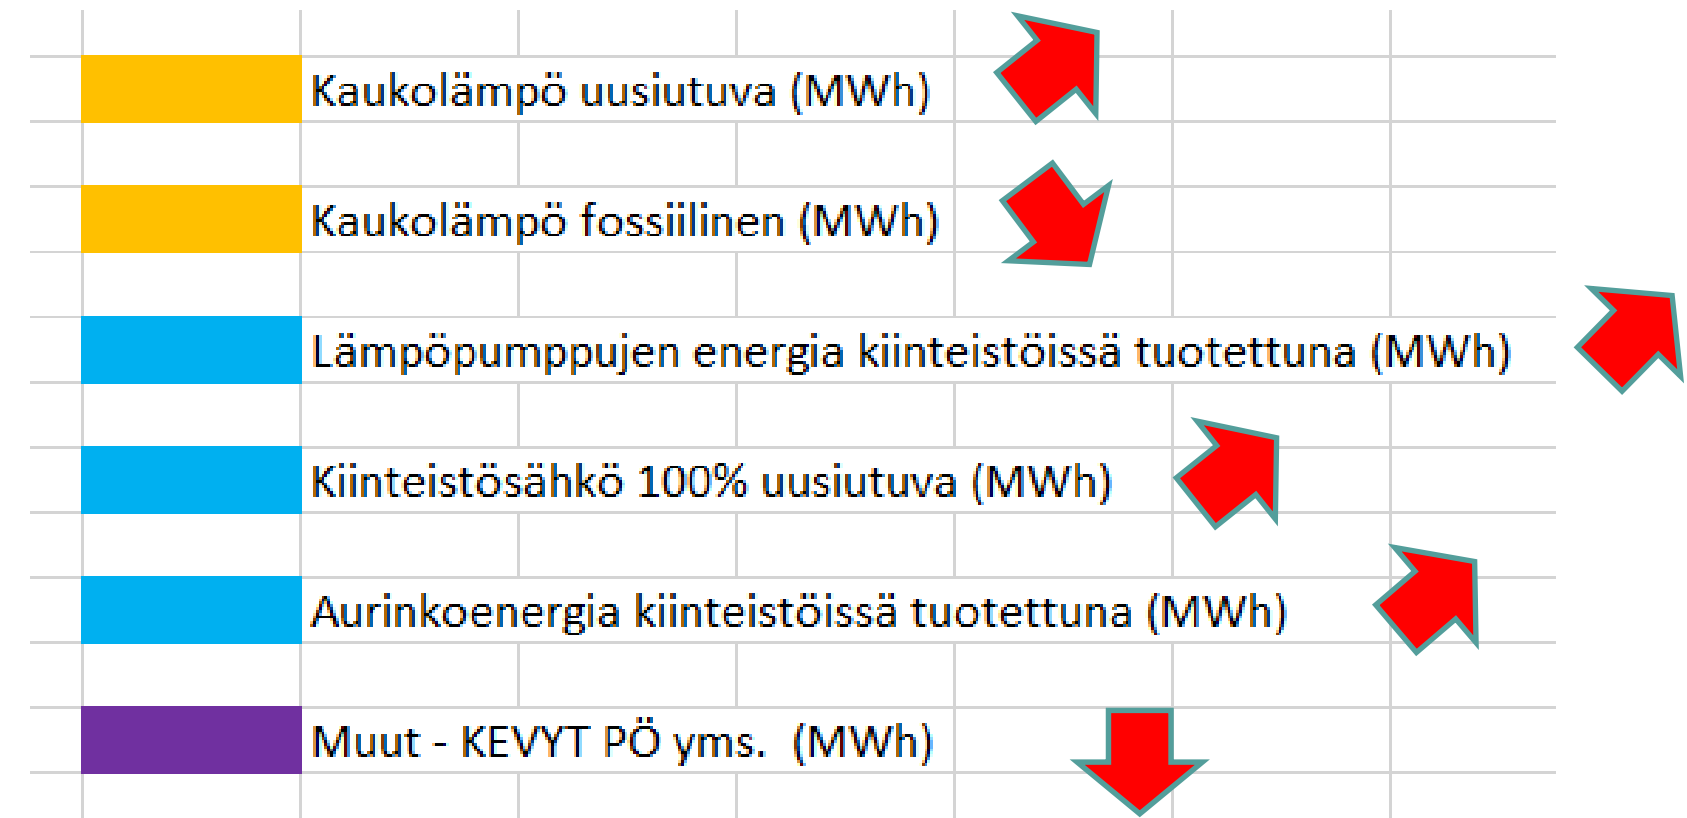 Kaukolämpö uusiutuva (MWh)
Kaukolämpö fossiilinen (MWh)
Lämpöpumppujen energia kiinteistöissä tuotettuna (MWh)
Kiinteistösähkö 100% uusiutuva (MWh)
Aurinkoenergia kiinteistöissä tuotettuna (MWh)
Muut - KEVYT PÖ yms.  (MWh)